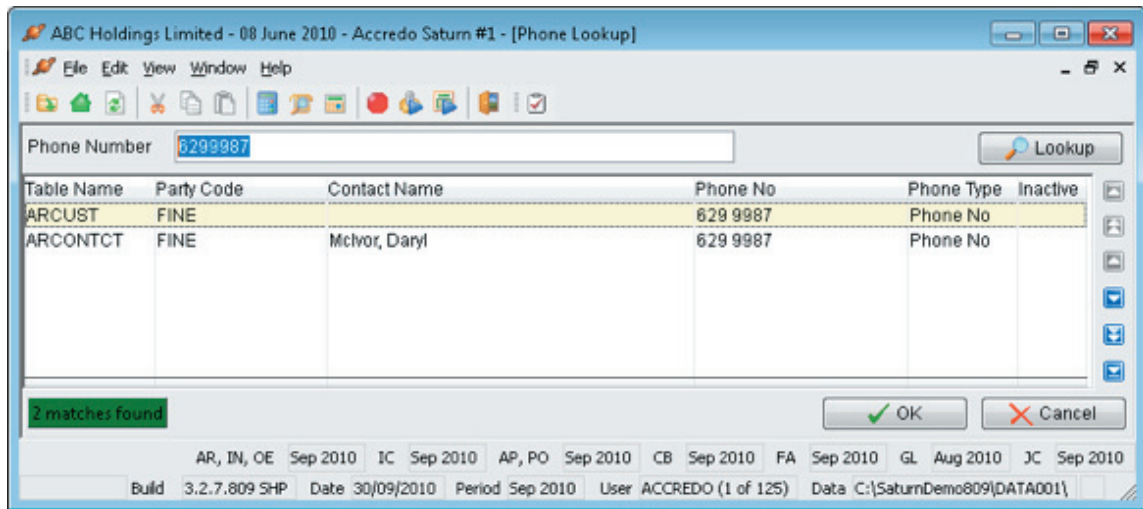 ABC Holdings Limited - 08 June 2010 - Accredo Saturn #1 - [Phone Lookup]
File Edit View Window Help
Phone Number 6299987 Lookup
Table Name Party Code Contact Name Phone No Phone Type Inactive
ARCUST FINE 629 9987 Phone No
ARCONTCT FINE McIvor, Daryl 629 9987 Phone No
2 matches found OK Cancel
AR, IN, OE Sep 2010 IC Sep 2010 AP, PO Sep 2010 CB Sep 2010 FA Sep 2010 GL Aug 2010 JC Sep 2010
Build 3.2.7.809 SHP Date 30/09/2010 Period Sep 2010 User ACCREDO (1 of 125) Data C:\SaturnDemo809\DATA001\